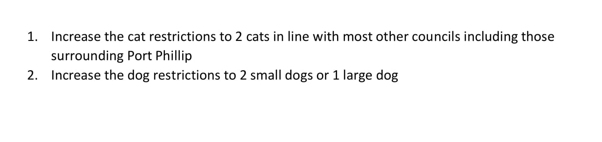 1. Increase the cat restrictions to 2 cats in line with most other councils including those
surrounding Port Phillip
2. Increase the dog restrictions to 2 small dogs or 1 large dog